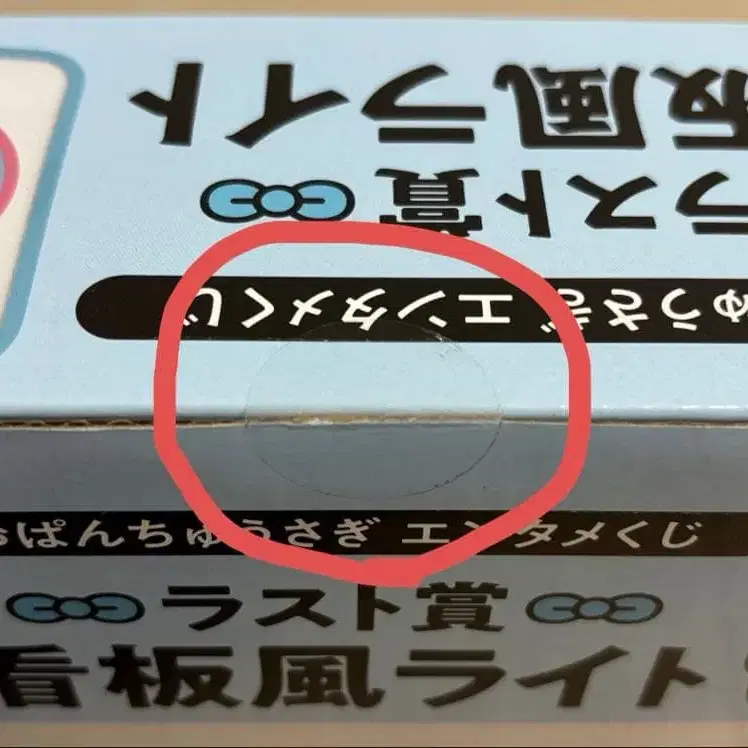 板風ライト
ラスト賞
ゅうさぎ エンタメくじ
おぱんちゅうさぎ エンタメくじ
ラスト賞
看板風ライト